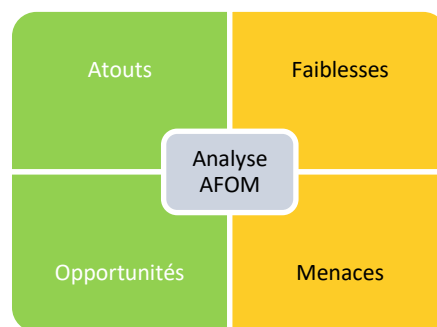 Atouts
Faiblesses
Analyse
AFOM
Opportunités
Menaces